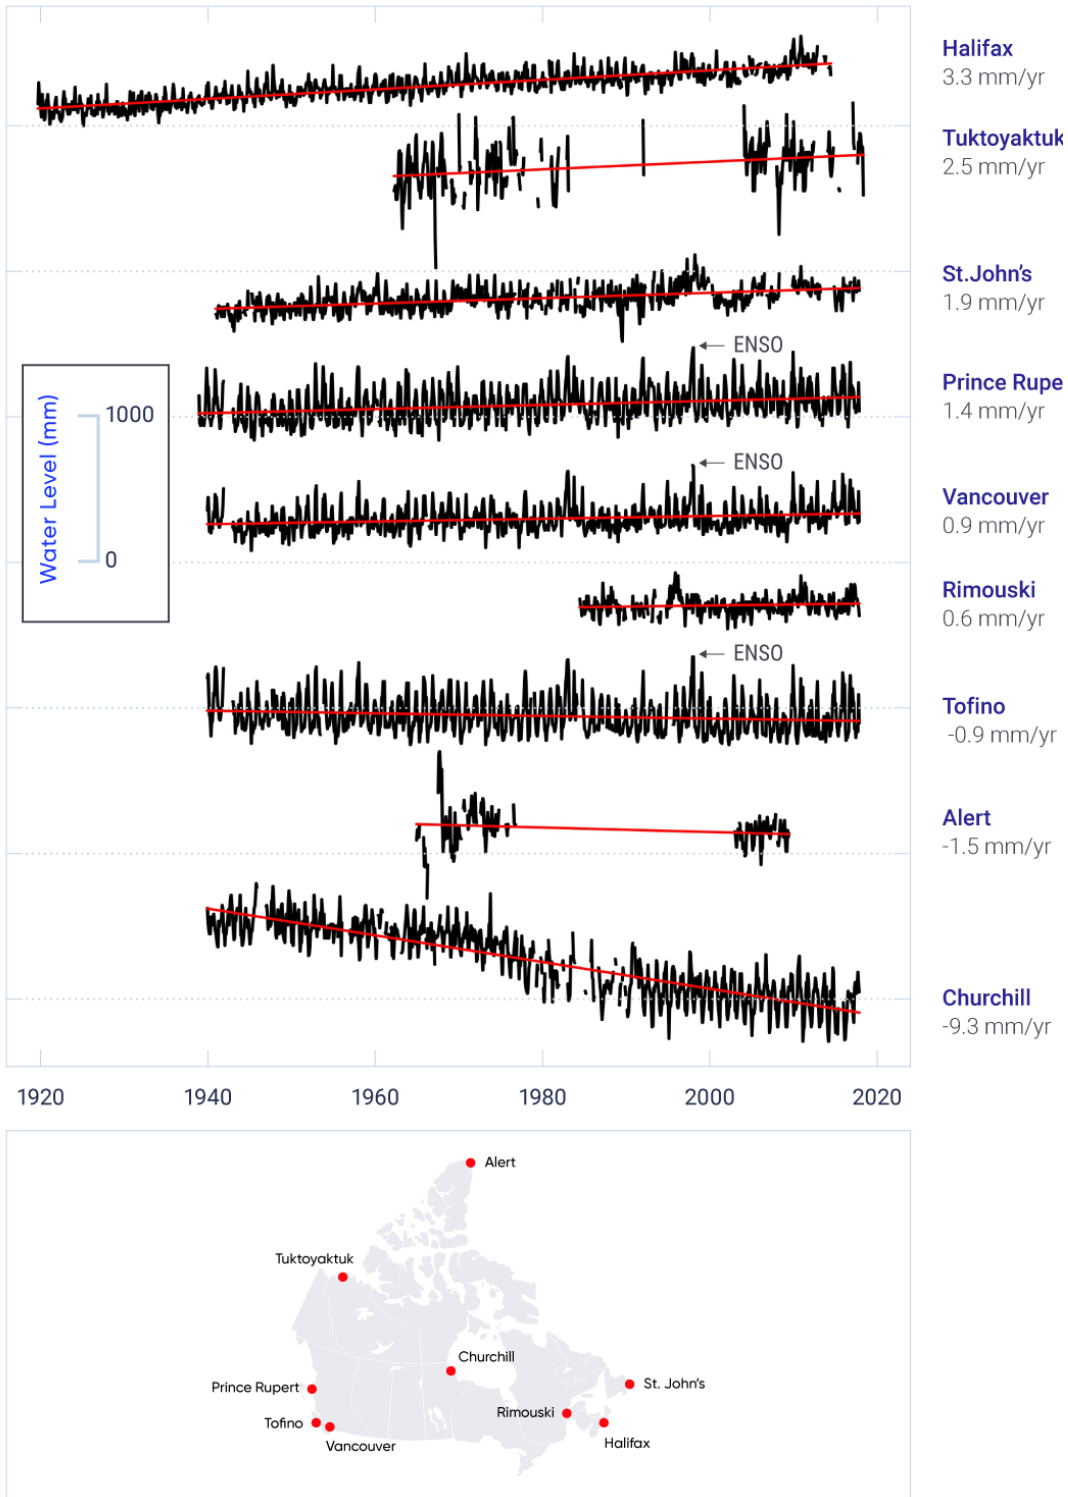 Halifax
3.3 mm/yr
Tuktoyaktuk
2.5 mm/yr
St.John's
1.9 mm/yr
ENSO
Prince Rupe
1.4 mm/yr
Water Level (mm)
1000
0
ENSO
Vancouver
0.9 mm/yr
Rimouski
0.6 mm/yr
ENSO
Tofino
-0.9 mm/yr
Alert
-1.5 mm/yr
Churchill
-9.3 mm/yr
1920 1940 1960 1980 2000 2020
Alert
Tuktoyaktuk
Churchill
Prince Rupert
St. John's
Rimouski
Tofino
Halifax
Vancouver